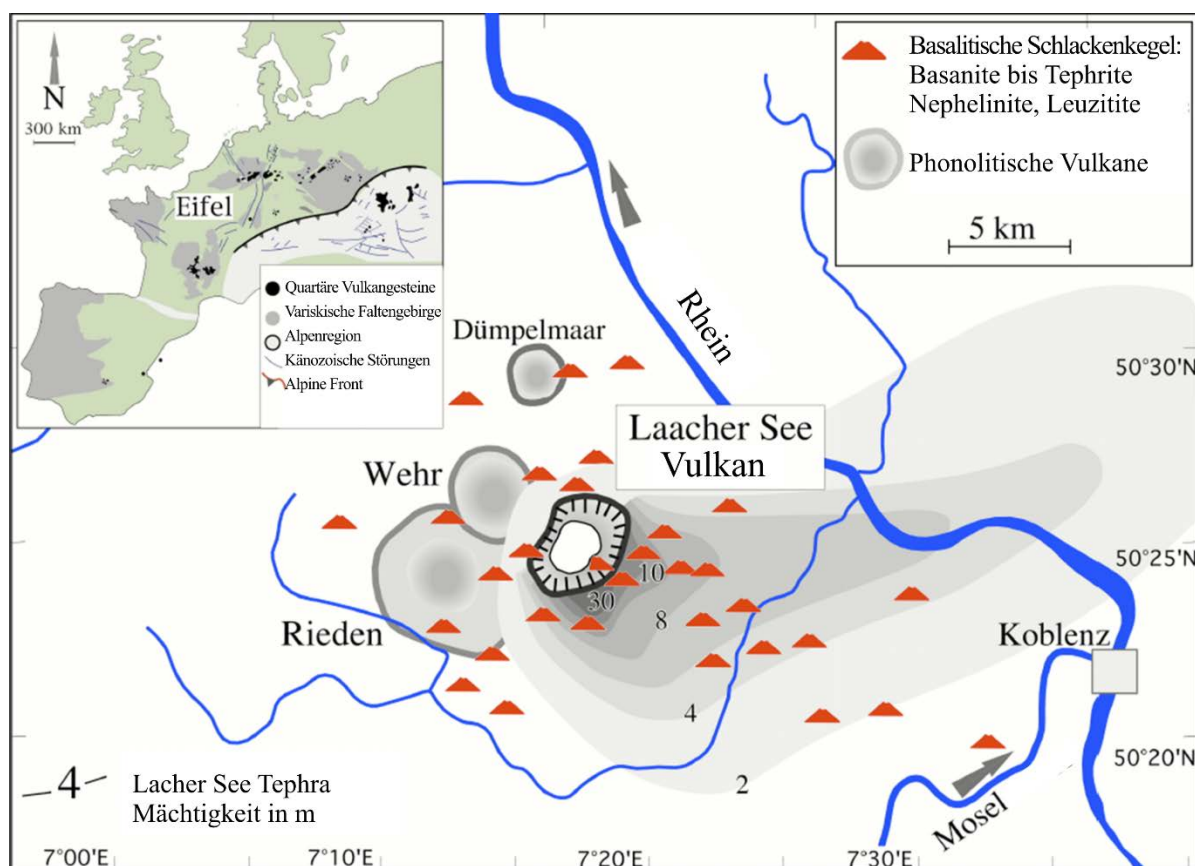 N
300 km
Eifel
Quartäre Vulkangesteine
Variskische Faltengebirge
Alpenregion
Känozoische Störungen
Alpine Front
Basalitische Schlackenkegel:
Basanite bis Tephrite
Nephelinite, Leuzitite
Phonolitische Vulkane
5 km
Rhein
Dümpelmaar
50°30'
Laacher See
Vulkan
Wehr
50°25'
10
30
8
Rieden
Koblenz
4
50°20'
2
4
Lacher See Tephra
Mächtigkeit in m
Mosel
7°00'E
7°10'E
7°20'E
7°30'E